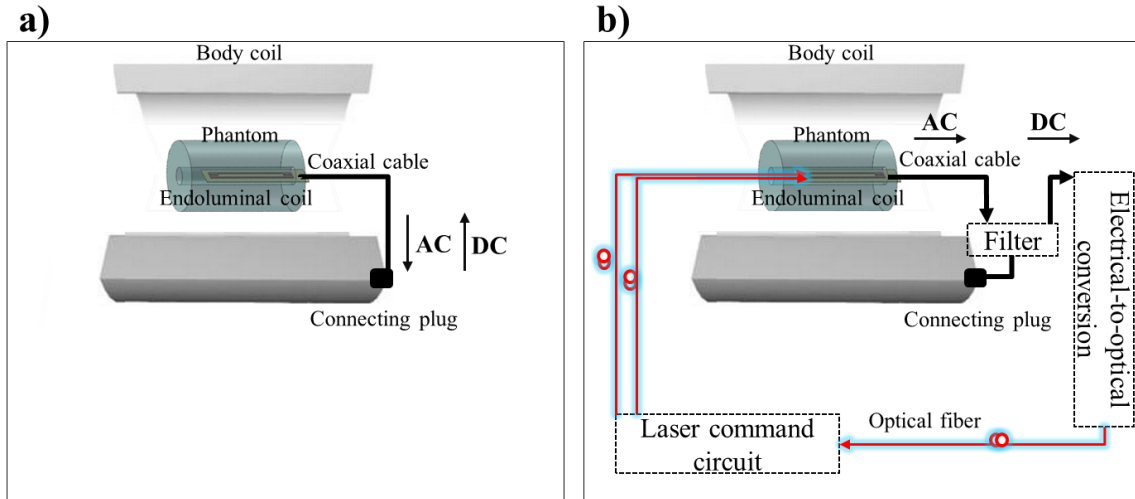 a)
Body coil
Phantom
Coaxial cable
Endoluminal coil
AC
DC
Connecting plug
b)
Body coil
Phantom
AC
DC
Coaxial cable
Endoluminal coil
Filter
Electrical-to-optical
conversion
Connecting plug
Optical fiber
Laser command
circuit